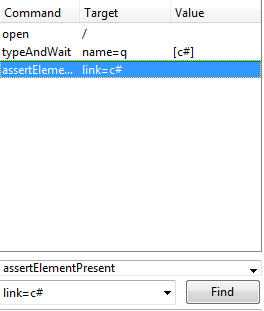 Command Target Value
open /
typeAndWait name=q [c#]
assertEleme... link=c#
assertElementPresent
link=c# Find